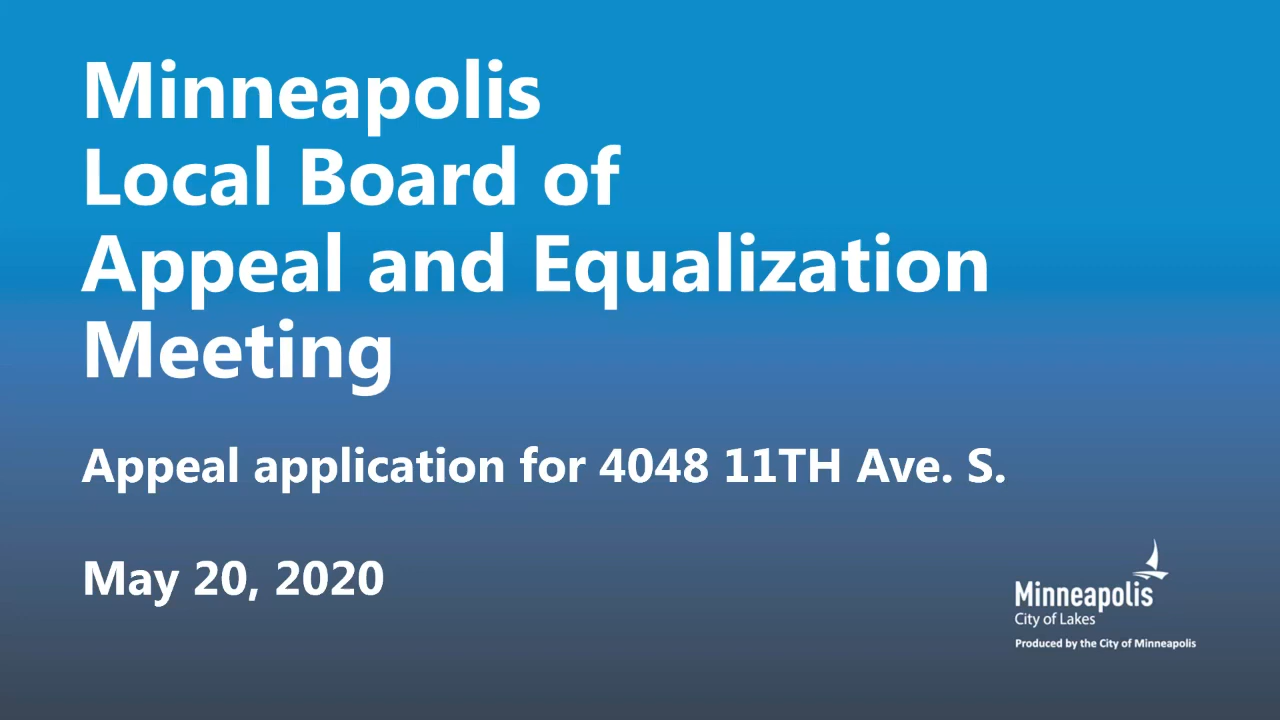 Minneapolis
Local Board of
Appeal and Equalization
Meeting
Appeal application for 4048 11TH Ave. S.
May 20, 2020
Minneapolis
City of Lakes
Produced by the City of Minneapolis